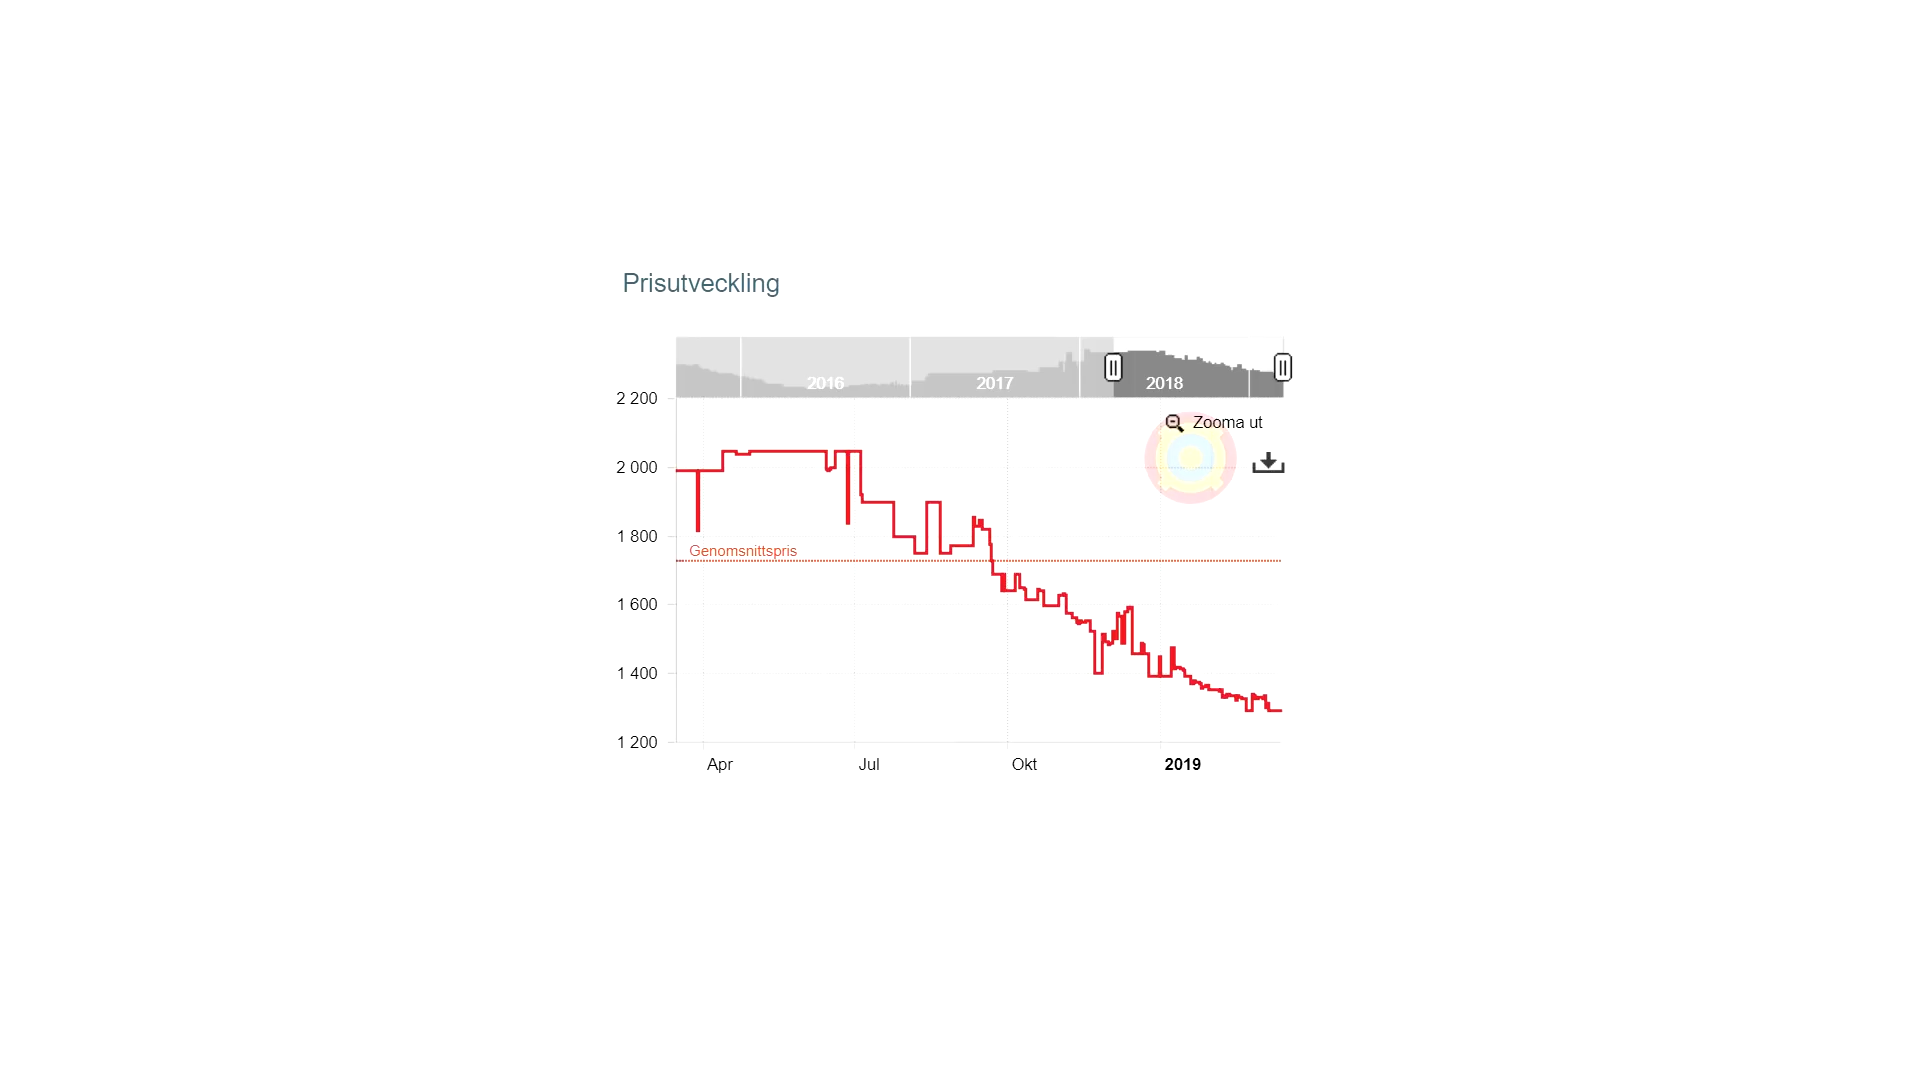 Prisutveckling
2016
2017
2018
2 200
Zooma ut
2 000
1 800
Genomsnittspris
1 600
1 400
1 200
Apr
Jul
Okt
2019